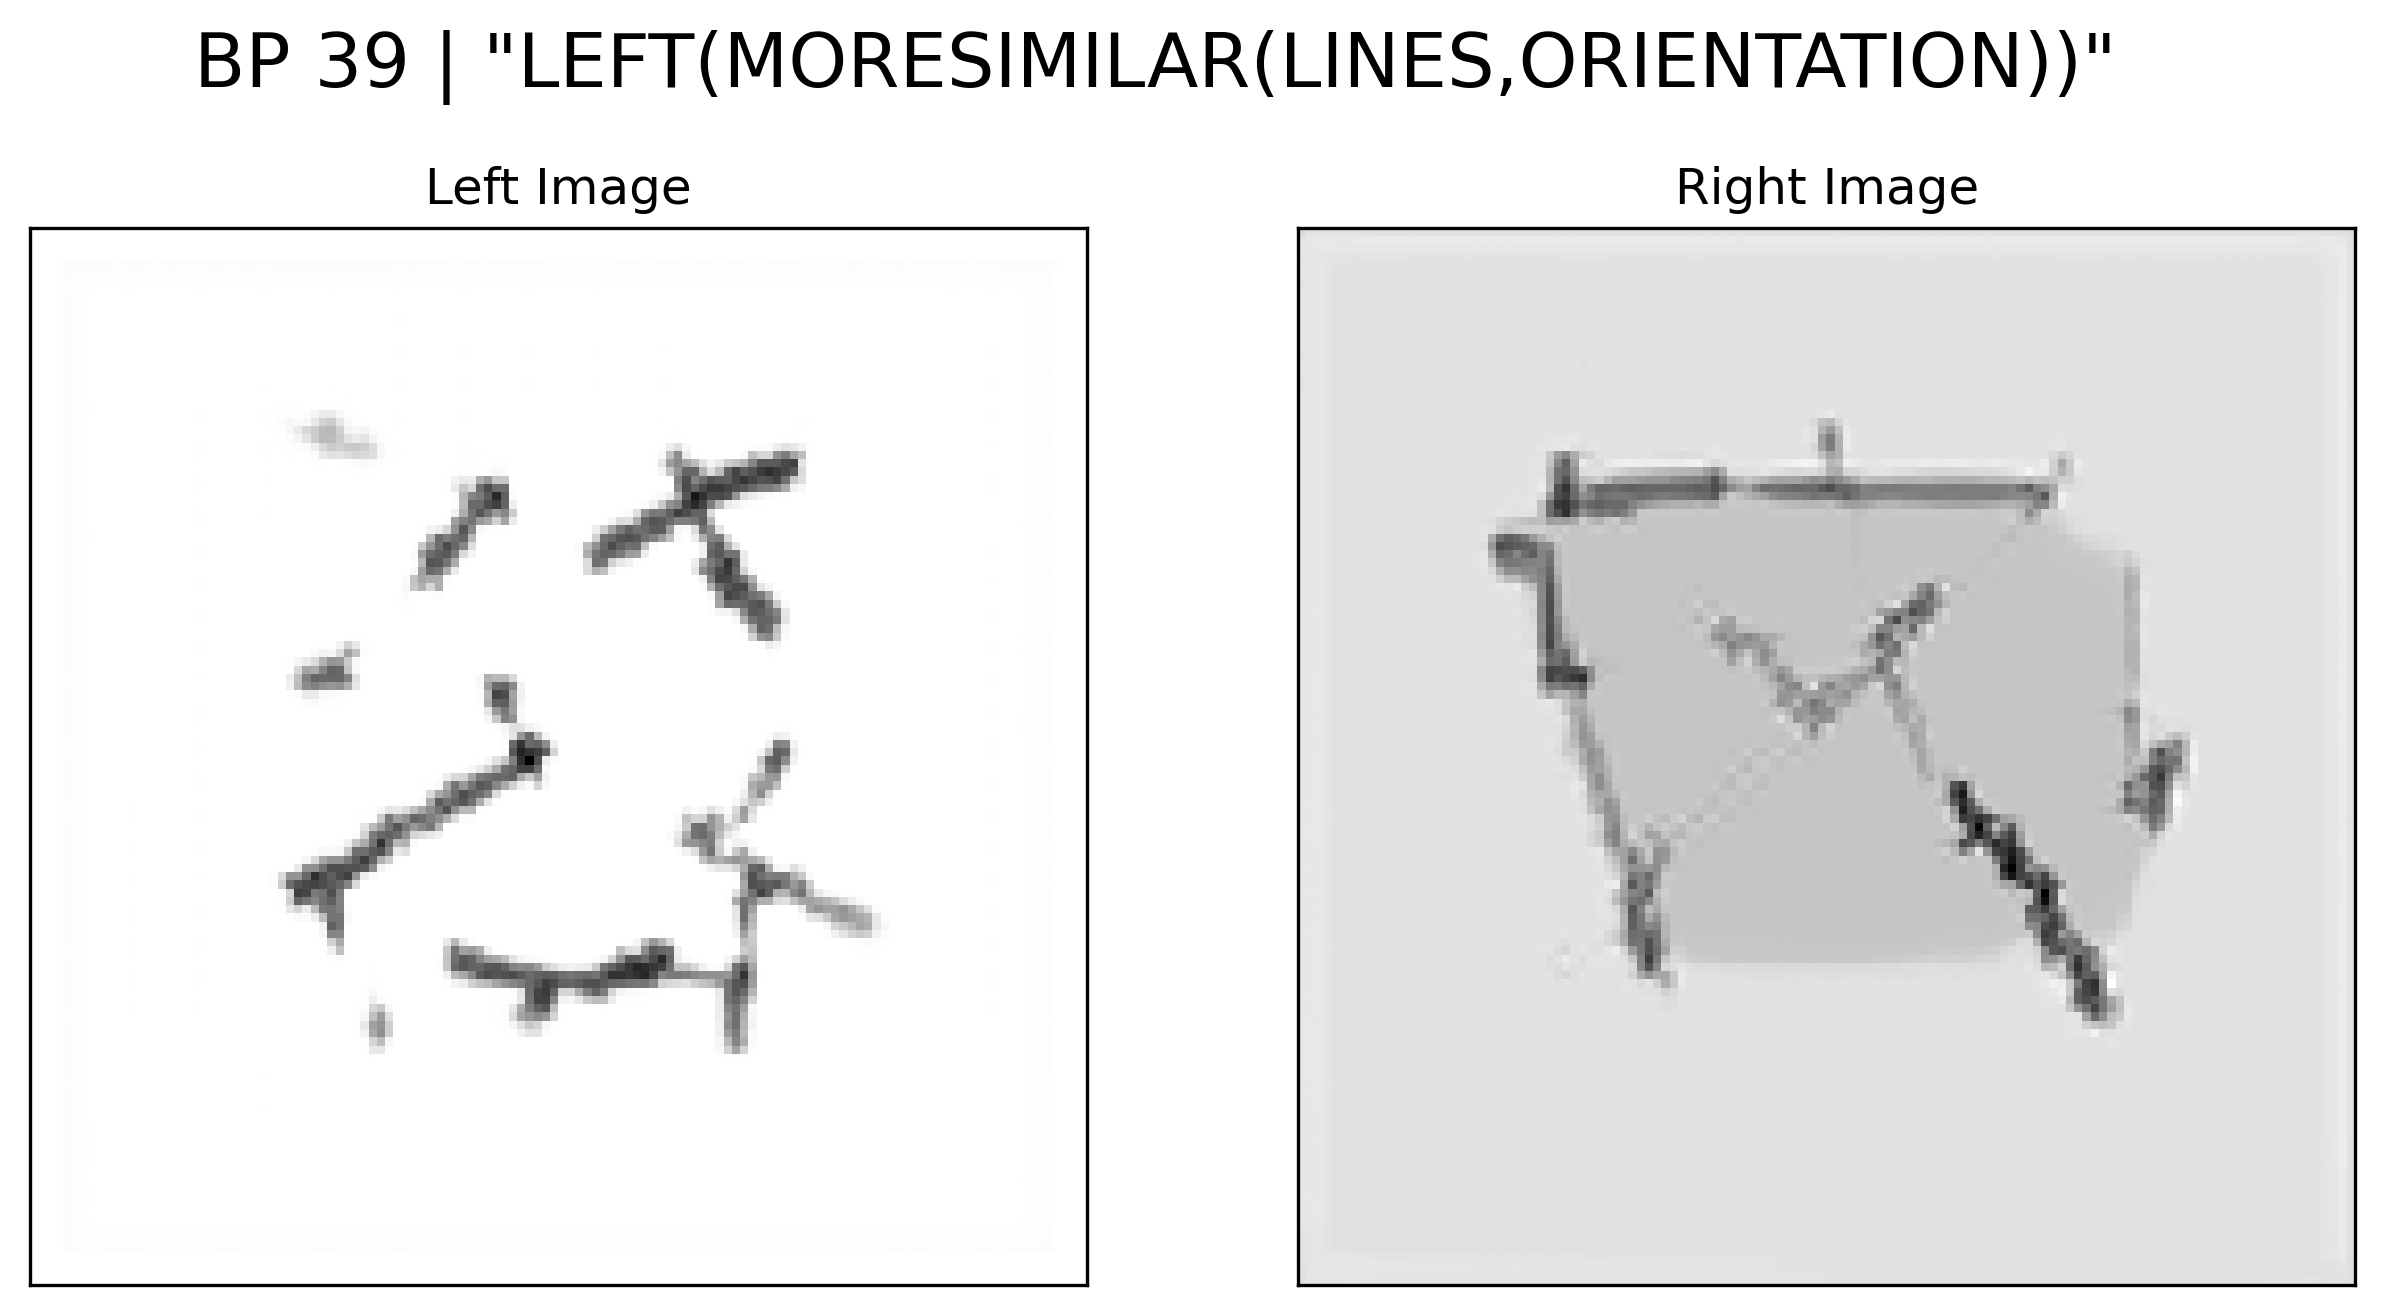 BP 39 | "LEFT(MORESIMILAR(LINES,ORIENTATION))"
Left Image
Right Image